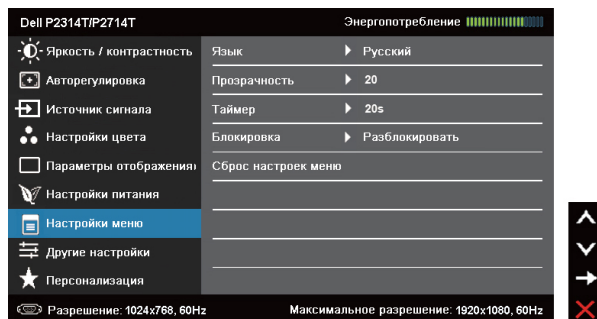 Dell P2314T/P2714T
Энергопотребление
Яркость / контрастность
Язык
Русский
Авторегулировка
Прозрачность
20
Источник сигнала
Таймер
20s
Настройки цвета
Блокировка
Разблокировать
Параметры отображения
Сброс настроек меню
Настройки питания
Настройки меню
Другие настройки
Персонализация
Разрешение: 1024x768, 60Hz
Максимальное разрешение: 1920x1080, 60Hz